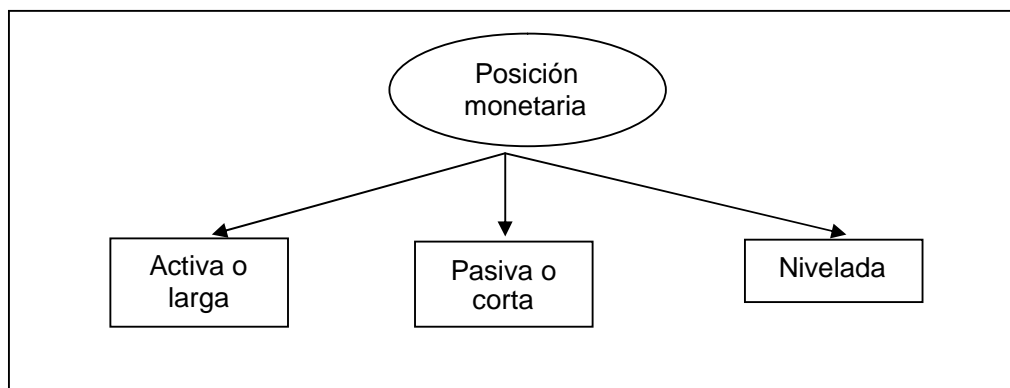 Posición
monetaria
Activa o
larga
Pasiva o
corta
Nivelada